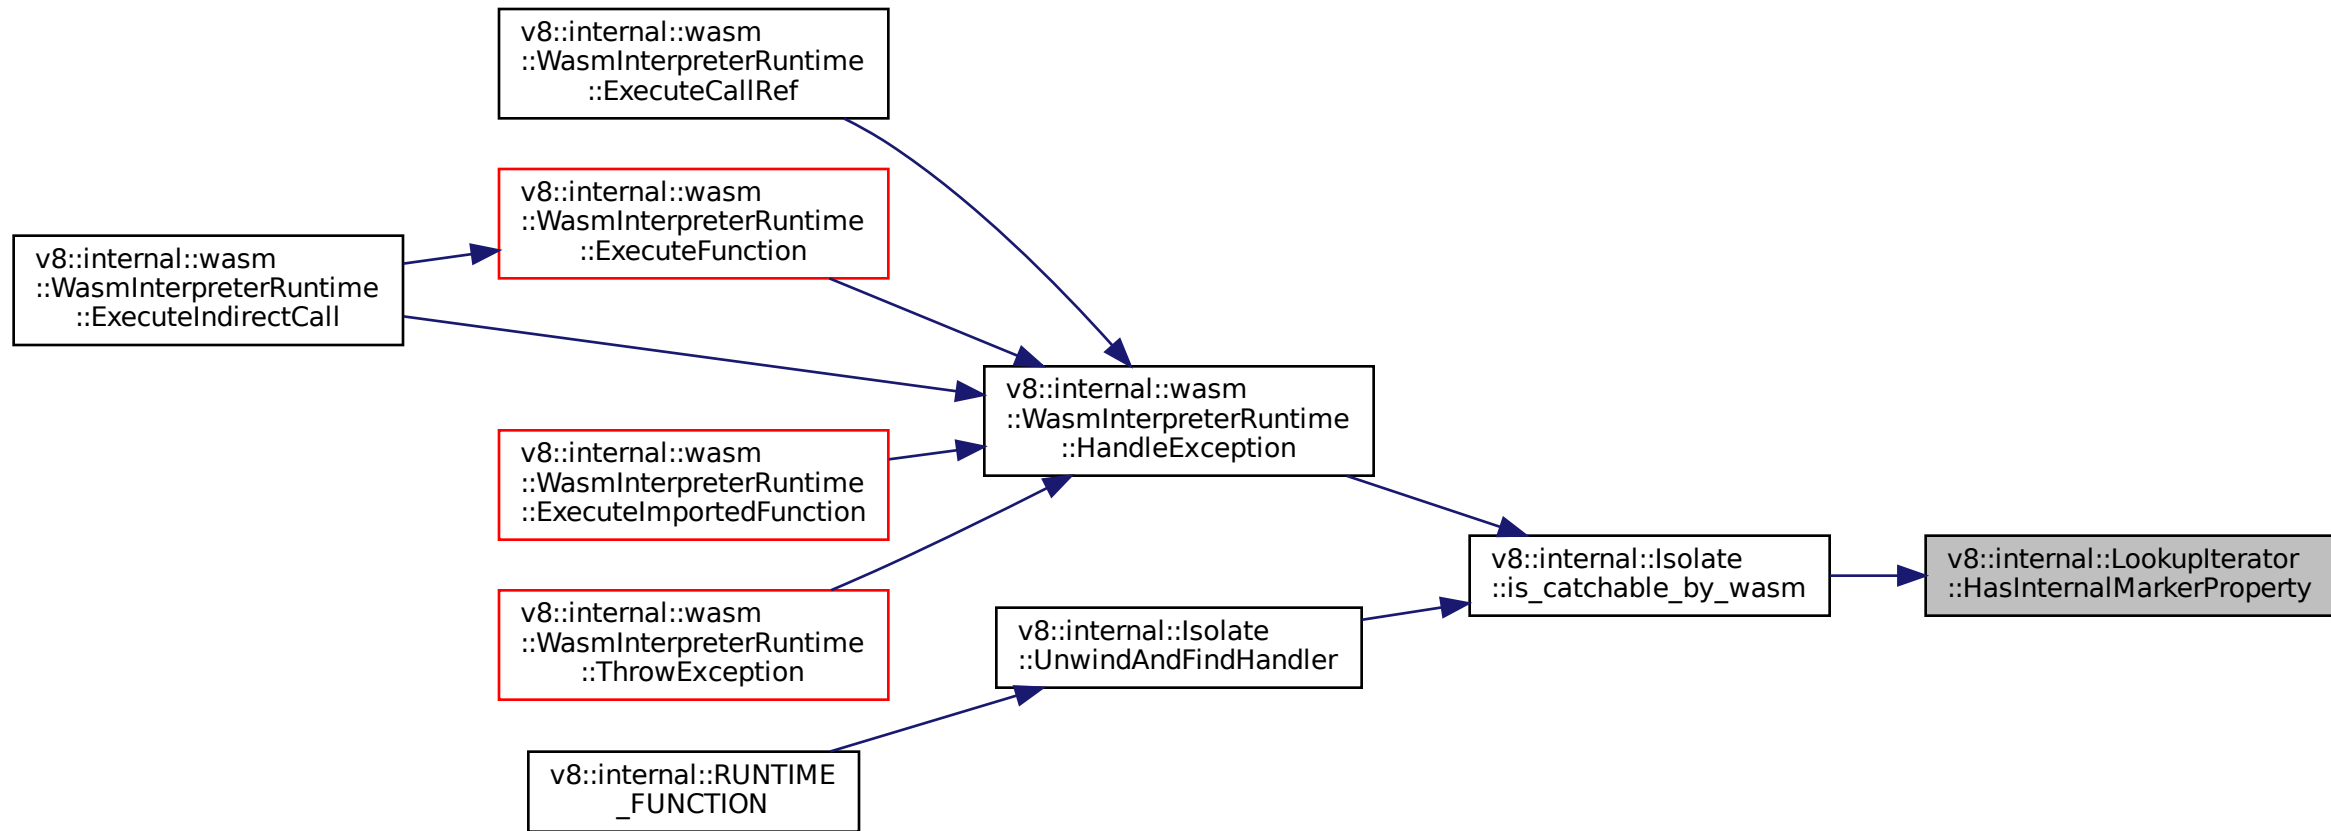 v8::internal::wasm
::WasmInterpreterRuntime
::ExecuteCallRef
v8::internal::wasm
::WasmInterpreterRuntime
::ExecuteFunction
v8::internal::wasm
::WasmInterpreterRuntime
::ExecuteIndirectCall
v8::internal::wasm
::WasmInterpreterRuntime
::HandleException
v8::internal::wasm
::WasmInterpreterRuntime
::ExecuteImportedFunction
v8::internal::Isolate
::is_catchable_by_wasm
v8::internal::LookupIterator
::HasInternalMarkerProperty
v8::internal::wasm
::WasmInterpreterRuntime
::ThrowException
v8::internal::Isolate
::UnwindAndFindHandler
v8::internal::RUNTIME
_FUNCTION